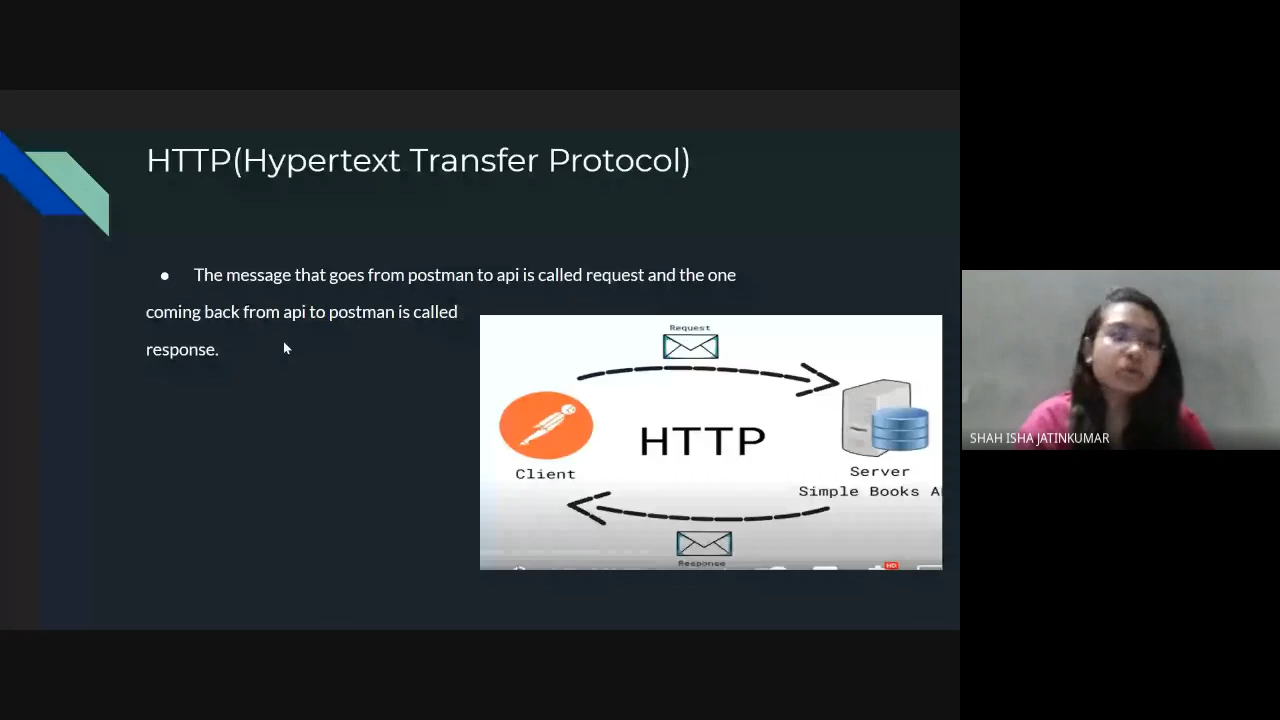 HTTP(Hypertext Transfer Protocol)
● The message that goes from postman to api is called request and the one
coming back from api to postman is called
response.
Request
HTTP
Client
Server
Simple Books A
Response
HD
SHAH ISHA JATINKUMAR